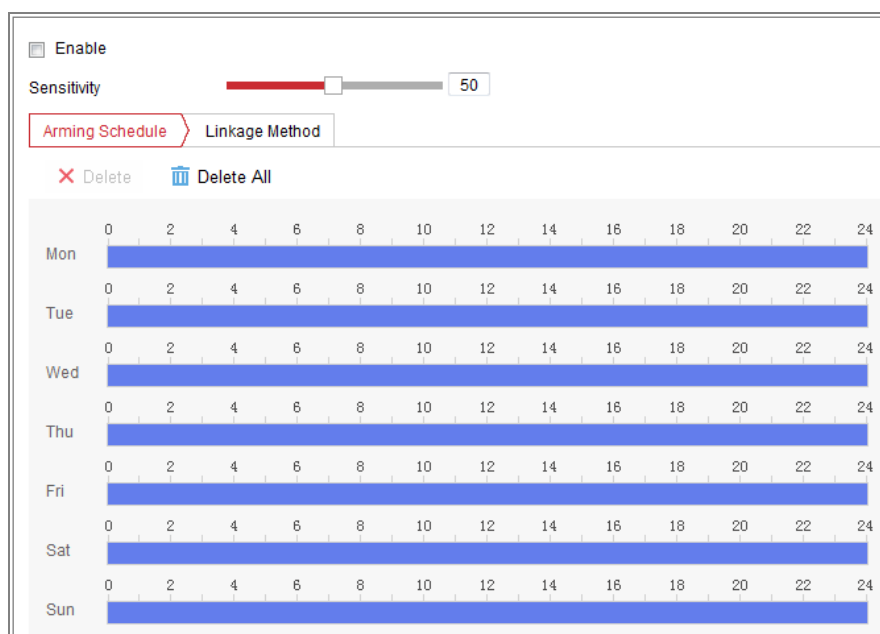 Enable
Sensitivity 50
Arming Schedule Linkage Method
Delete Delete All
0 2 4 6 8 10 12 14 16 18 20 22 24
Mon
0 2 4 6 8 10 12 14 16 18 20 22 24
Tue
0 2 4 6 8 10 12 14 16 18 20 22 24
Wed
0 2 4 6 8 10 12 14 16 18 20 22 24
Thu
0 2 4 6 8 10 12 14 16 18 20 22 24
Fri
0 2 4 6 8 10 12 14 16 18 20 22 24
Sat
0 2 4 6 8 10 12 14 16 18 20 22 24
Sun